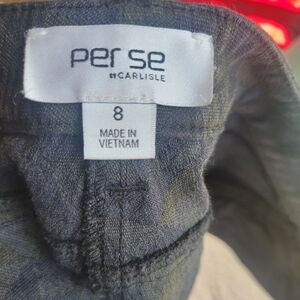 per se
BY CARLISLE
8
MADE IN
VIETNAM